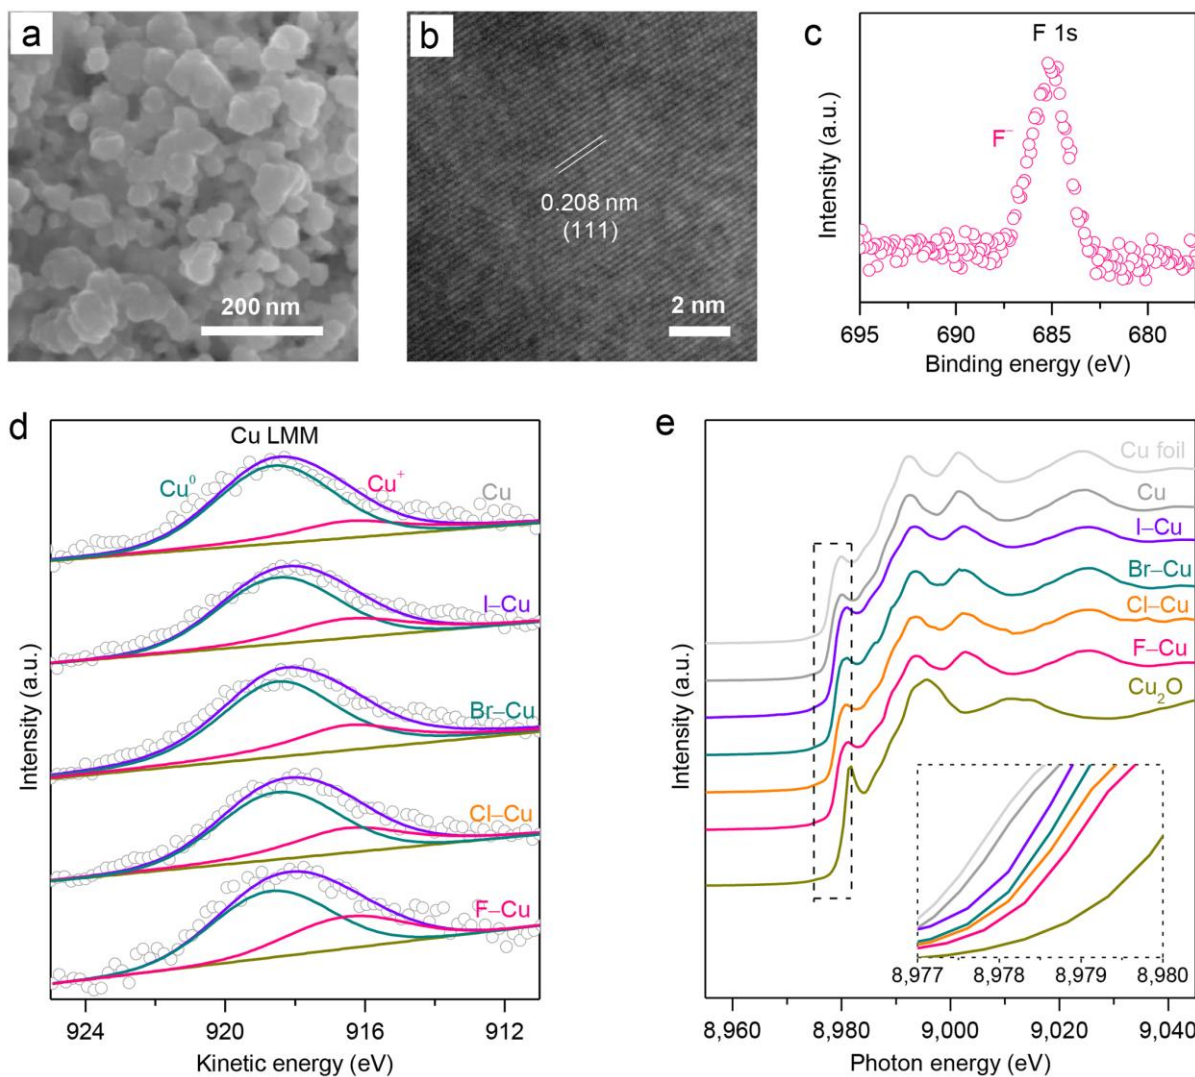 a
200 nm
b
0.208 nm
(111)
2 nm
c
F 1s
F⁻
Intensity (a.u.)
695 690 685 680
Binding energy (eV)
d
Cu LMM
Cu⁰
Cu⁺
Cu
I–Cu
Br–Cu
Cl–Cu
F–Cu
Intensity (a.u.)
924 920 916 912
Kinetic energy (eV)
e
Cu foil
Cu
I–Cu
Br–Cu
Cl–Cu
F–Cu
Cu₂O
Intensity (a.u.)
8,977 8,978 8,979 8,980
8,960 8,980 9,000 9,020 9,040
Photon energy (eV)